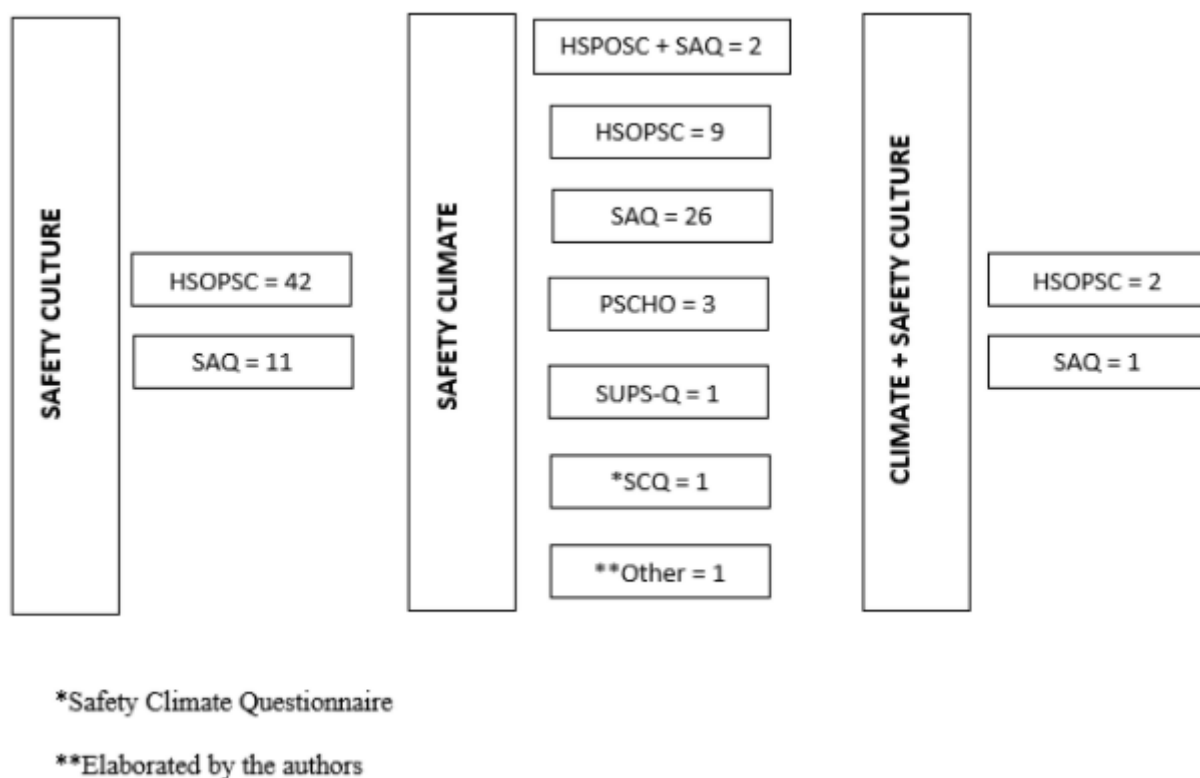 SAFETY CULTURE
HSOPSC = 42
SAQ = 11
SAFETY CLIMATE
HSPOSC + SAQ = 2
HSOPSC = 9
SAQ = 26
PSCHO = 3
SUPS-Q = 1
*SCQ = 1
**Other = 1
CLIMATE + SAFETY CULTURE
HSOPSC = 2
SAQ = 1
*Safety Climate Questionnaire
**Elaborated by the authors